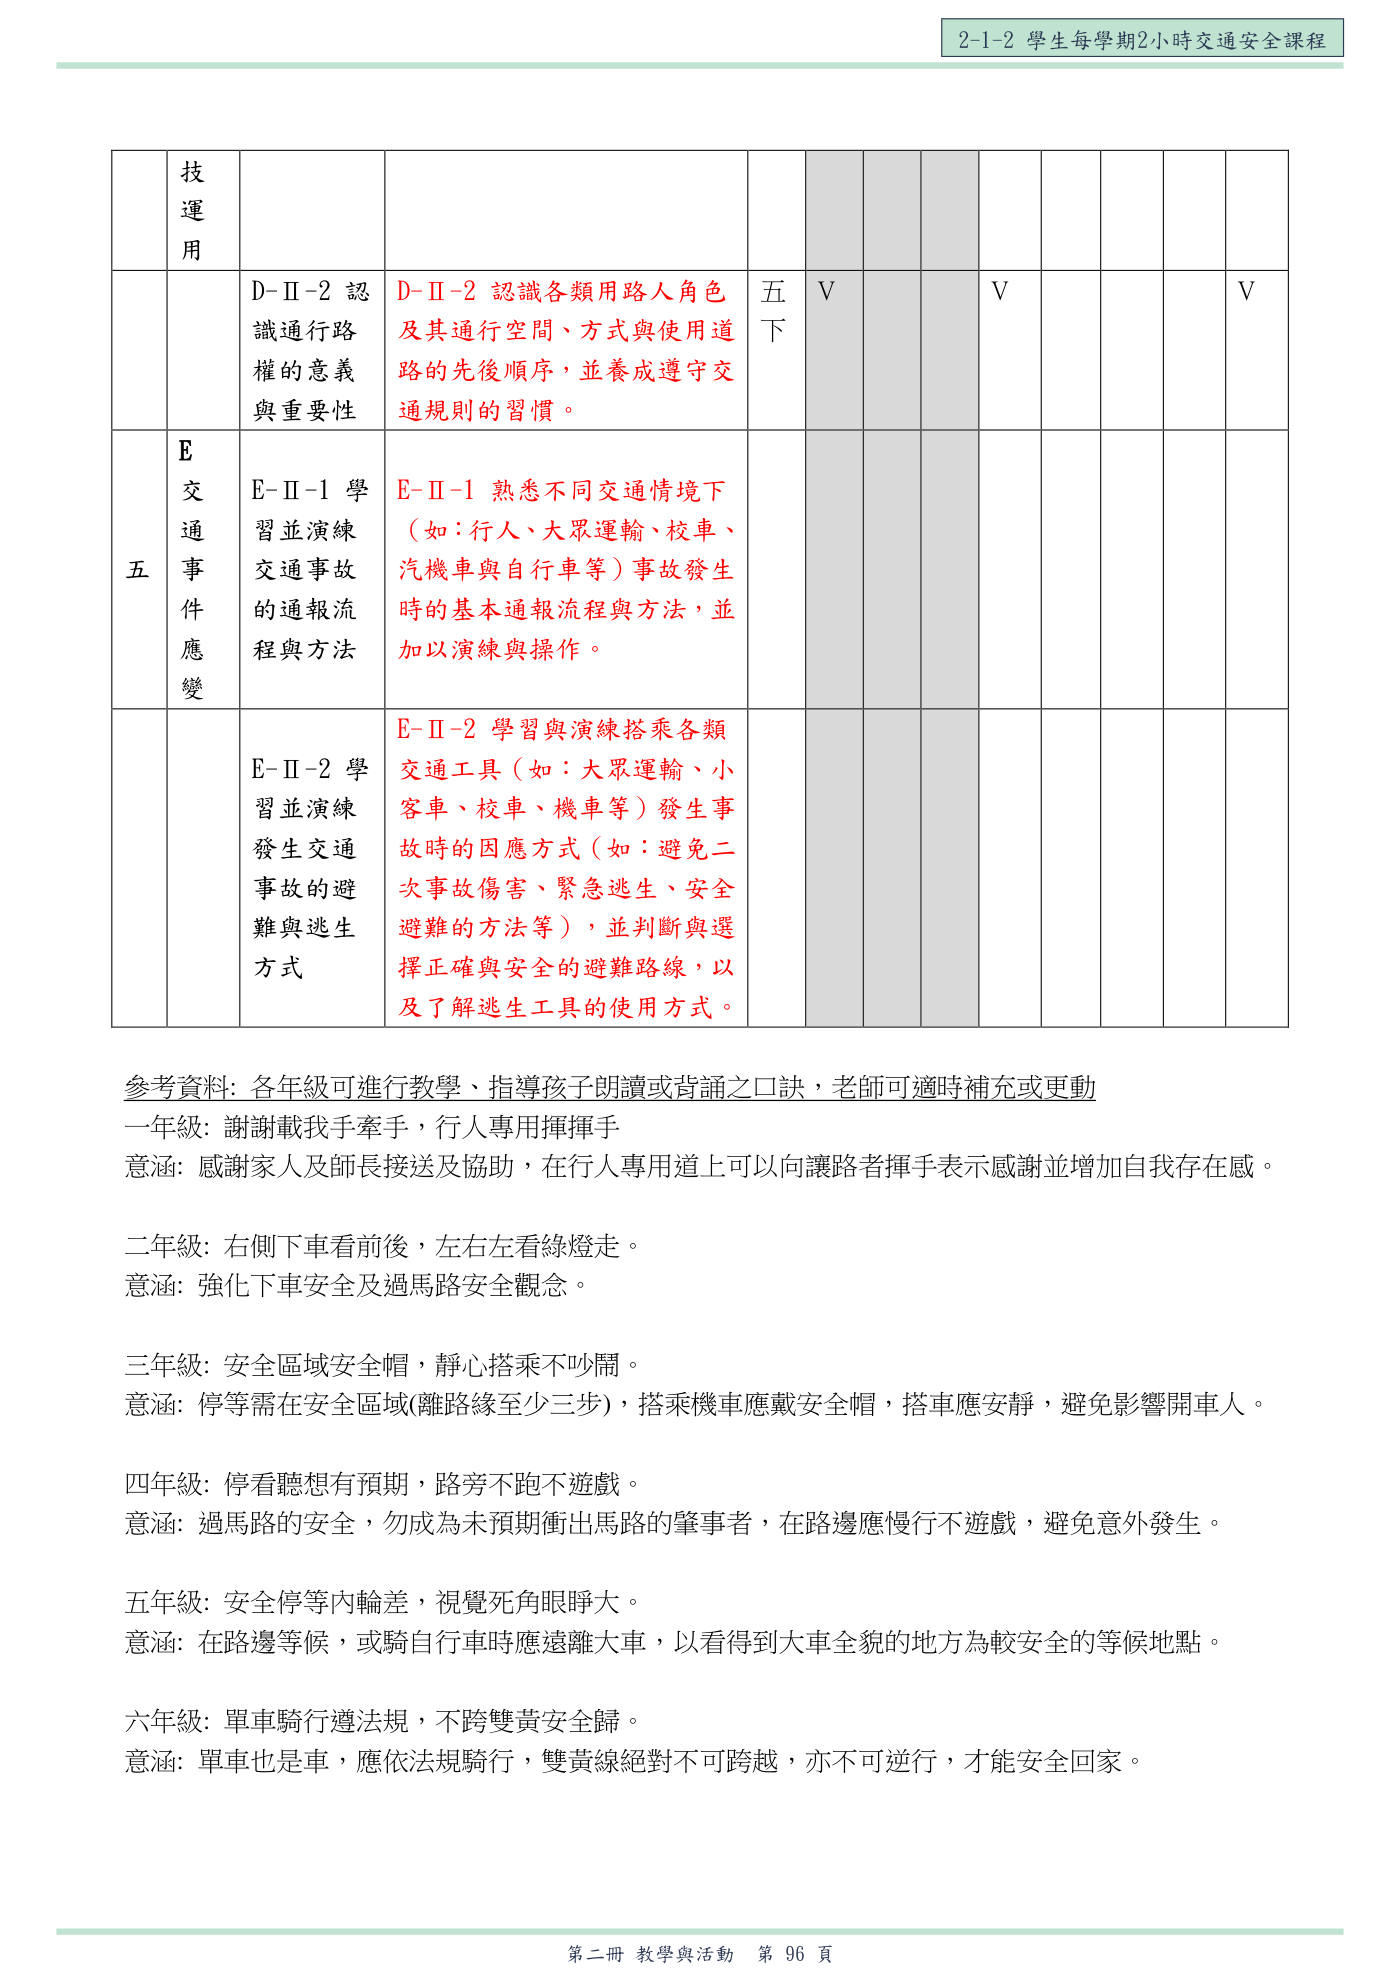 2-1-2 學生每學期2小時交通安全課程
技
運
用
D-Ⅱ-2 認
識通行路
權的意義
與重要性
D-Ⅱ-2 認識各類用路人角色
及其通行空間、方式與使用道
路的先後順序，並養成遵守交
通規則的習慣。
五
下
V
V
V
五
E
交
通
事
件
應
變
E-Ⅱ-1 學
習並演練
交通事故
的通報流
程與方法
E-Ⅱ-1 熟悉不同交通情境下
（如：行人、大眾運輸、校車、
汽機車與自行車等）事故發生
時的基本通報流程與方法，並
加以演練與操作。
E-Ⅱ-2 學
習並演練
發生交通
事故的避
難與逃生
方式
E-Ⅱ-2 學習與演練搭乘各類
交通工具（如：大眾運輸、小
客車、校車、機車等）發生事
故時的因應方式（如：避免二
次事故傷害、緊急逃生、安全
避難的方法等），並判斷與選
擇正確與安全的避難路線，以
及了解逃生工具的使用方式。
參考資料: 各年級可進行教學、指導孩子朗讀或背誦之口訣，老師可適時補充或更動
一年級: 謝謝載我手牽手，行人專用揮揮手
意涵: 感謝家人及師長接送及協助，在行人專用道上可以向讓路者揮手表示感謝並增加自我存在感。
二年級: 右側下車看前後，左右左看綠燈走。
意涵: 強化下車安全及過馬路安全觀念。
三年級: 安全區域安全帽，靜心搭乘不吵鬧。
意涵: 停等需在安全區域(離路緣至少三步)，搭乘機車應戴安全帽，搭車應安靜，避免影響開車人。
四年級: 停看聽想有預期，路旁不跑不遊戲。
意涵: 過馬路的安全，勿成為未預期衝出馬路的肇事者，在路邊應慢行不遊戲，避免意外發生。
五年級: 安全停等內輪差，視覺死角眼睜大。
意涵: 在路邊等候，或騎自行車時應遠離大車，以看得到大車全貌的地方為較安全的等候地點。
六年級: 單車騎行遵法規，不跨雙黃安全歸。
意涵: 單車也是車，應依法規騎行，雙黃線絕對不可跨越，亦不可逆行，才能安全回家。
第二冊 教學與活動 第 96 頁